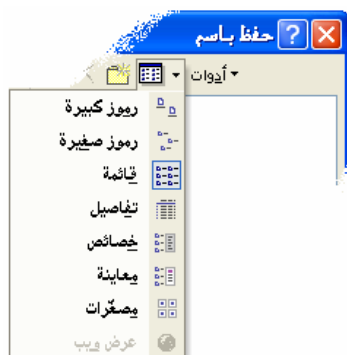 حفظ باسم
أدوات
رموز كبيرة
رموز صغيرة
قائمة
تفاصيل
خصائص
معاينة
مصغّرات
عرض ويب